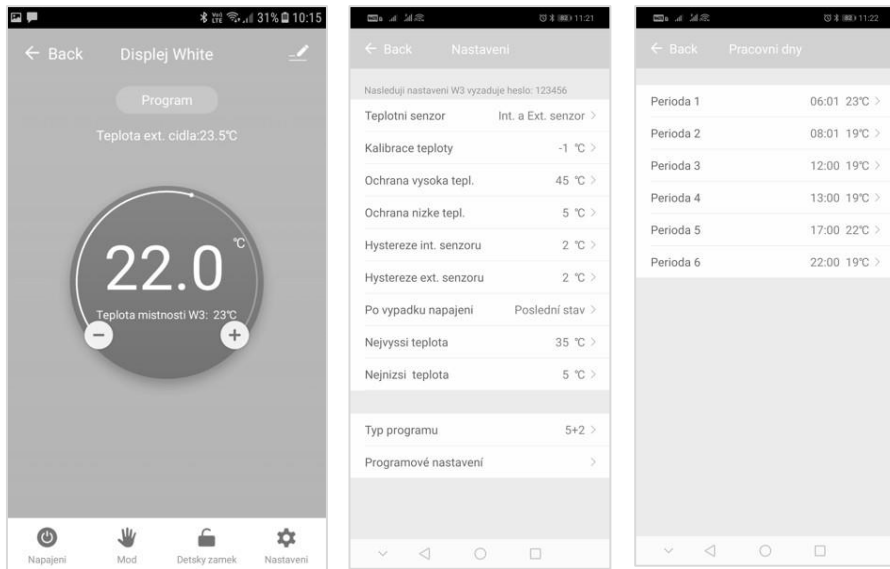 31% 10:15
Back Displej White
Program
Teplota ext. cidla:23.5℃
22.0 ℃
Teplota mistnosti W3: 23℃
− +
Napajeni Mod Detsky zamek Nastaveni
11:21
Back Nastaveni
Nasleduji nastaveni W3 vyzaduje heslo: 123456
Teplotni senzor Int. a Ext. senzor
Kalibrace teploty -1 ℃
Ochrana vysoka tepl. 45 ℃
Ochrana nizke tepl. 5 ℃
Hystereze int. senzoru 2 ℃
Hystereze ext. senzoru 2 ℃
Po vypadku napajeni Poslední stav
Nejvyssi teplota 35 ℃
Nejnizsi teplota 5 ℃
Typ programu 5+2
Programové nastavení
11:22
Back Pracovni dny
Perioda 1 06:01 23℃
Perioda 2 08:01 19℃
Perioda 3 12:00 19℃
Perioda 4 13:00 19℃
Perioda 5 17:00 22℃
Perioda 6 22:00 19℃